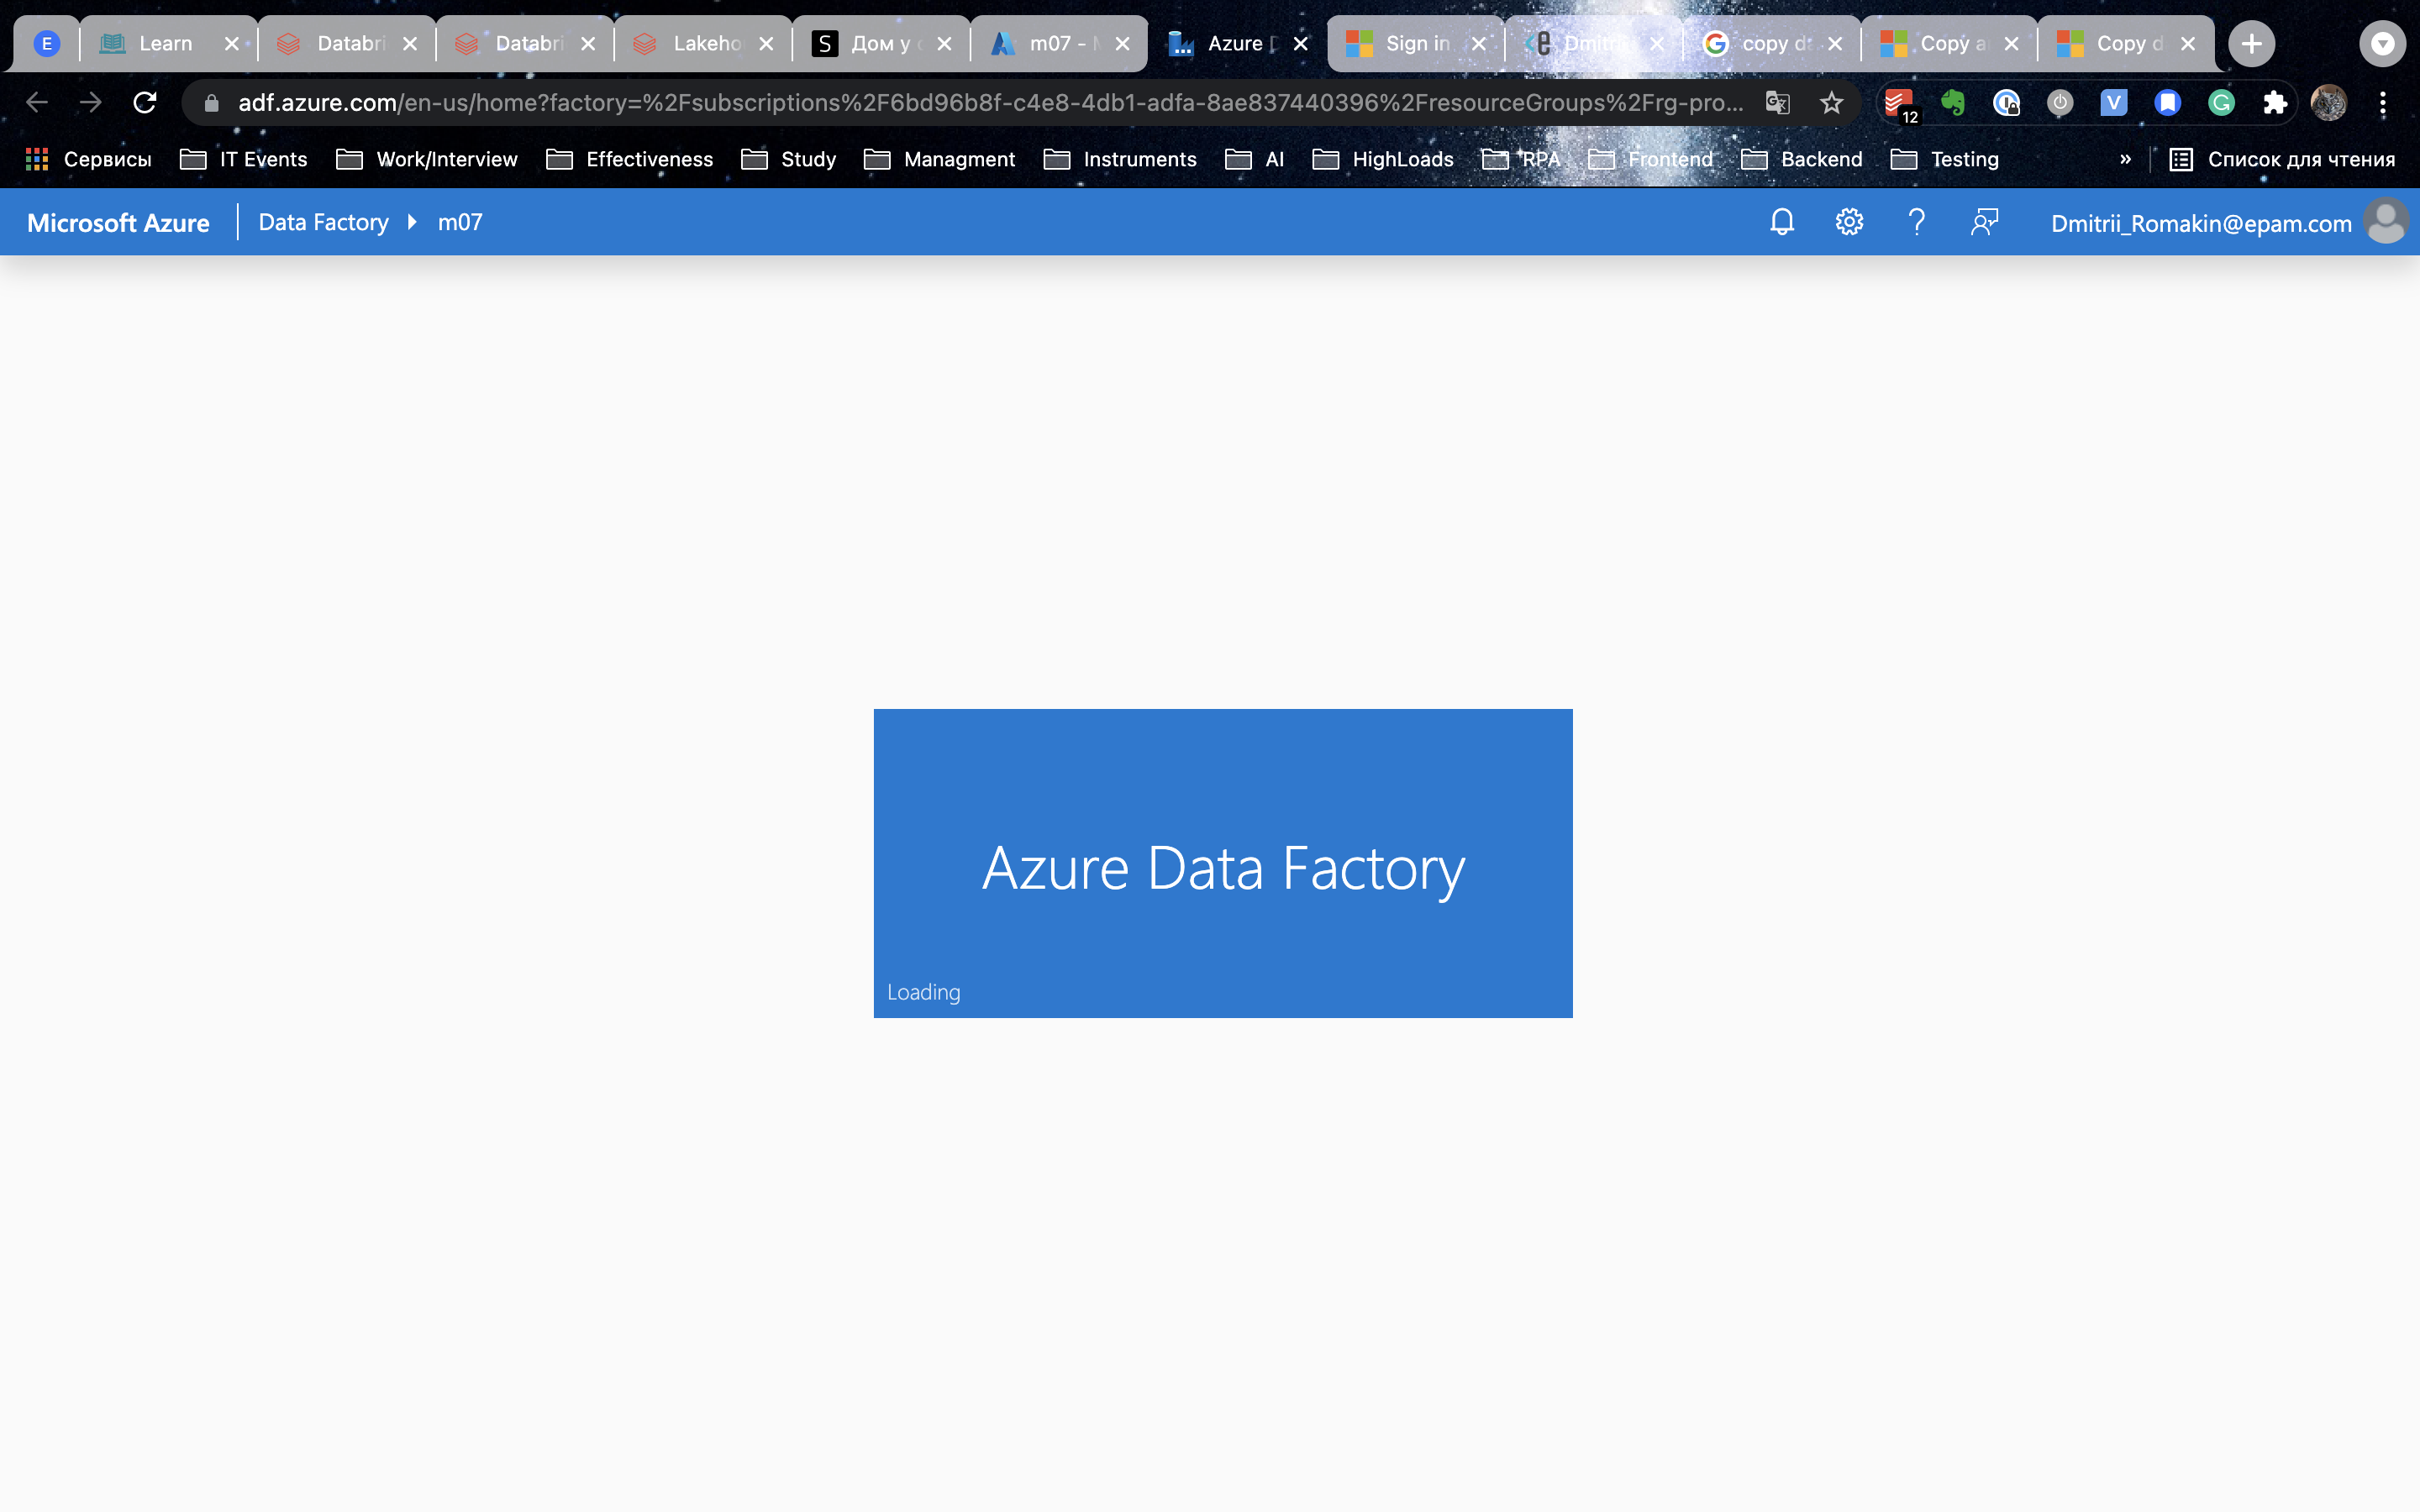 E Learn Databri Databri Lakeho S Дом у m07 - Azure Sign in Dmitrii copy d Copy a Copy d
adf.azure.com/en-us/home?factory=%2Fsubscriptions%2F6bd96b8f-c4e8-4db1-adfa-8ae837440396%2FresourceGroups%2Frg-pro... 12
Сервисы IT Events Work/Interview Effectiveness Study Managment Instruments AI HighLoads RPA Frontend Backend Testing » Список для чтения
Microsoft Azure Data Factory m07 Dmitrii_Romakin@epam.com
Azure Data Factory
Loading